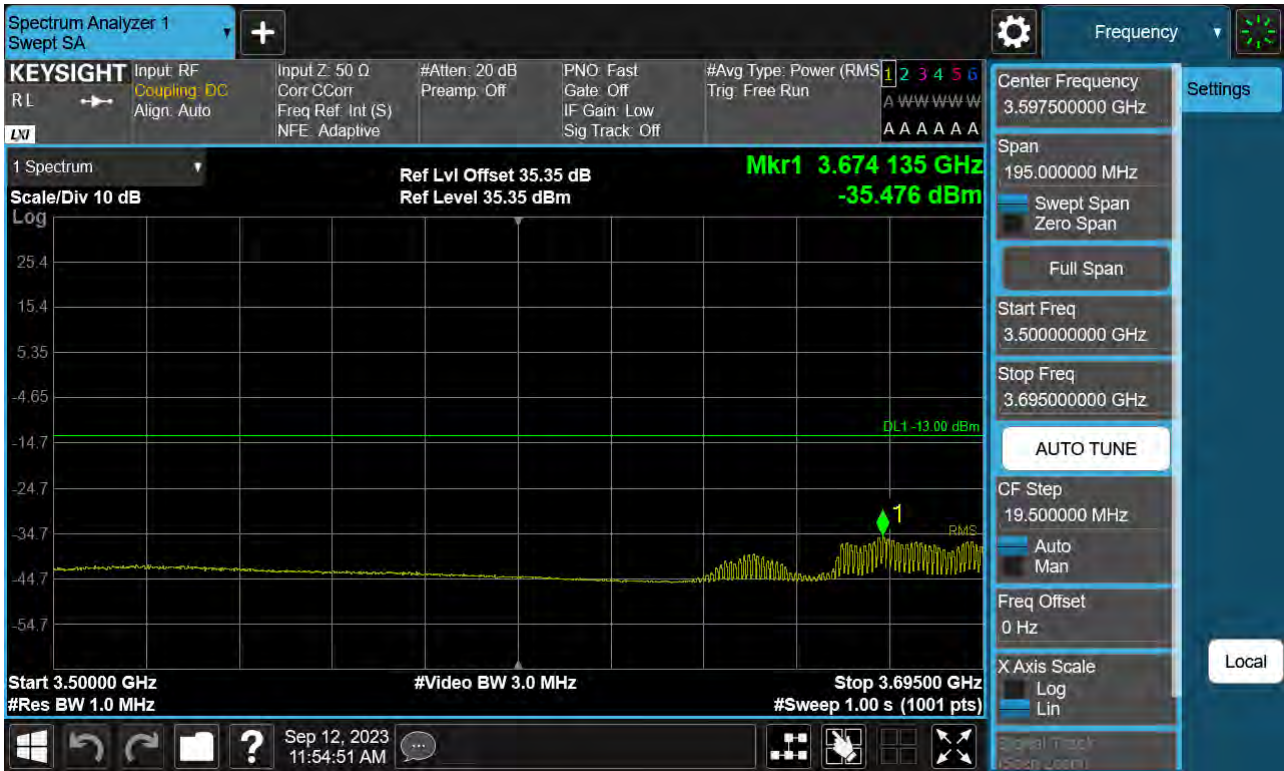 Spectrum Analyzer 1
Swept SA
Frequency
KEYSIGHT
RL
LXI
Input: RF
Coupling: DC
Align: Auto
Input Z: 50 Ω
Corr CCorr
Freq Ref: Int (S)
NFE: Adaptive
#Atten: 20 dB
Preamp: Off
PNO: Fast
Gate: Off
IF Gain: Low
Sig Track: Off
#Avg Type: Power (RMS
Trig: Free Run
1 2 3 4 5 6
A W W W W W
A A A A A A
1 Spectrum
Scale/Div 10 dB
Log
Ref Lvl Offset 35.35 dB
Ref Level 35.35 dBm
Mkr1 3.674 135 GHz
-35.476 dBm
25.4
15.4
5.35
-4.65
-14.7
-24.7
-34.7
-44.7
-54.7
DL1 -13.00 dBm
1
RMS
Start 3.50000 GHz
#Res BW 1.0 MHz
#Video BW 3.0 MHz
Stop 3.69500 GHz
#Sweep 1.00 s (1001 pts)
Center Frequency
3.597500000 GHz
Settings
Span
195.000000 MHz
Swept Span
Zero Span
Full Span
Start Freq
3.500000000 GHz
Stop Freq
3.695000000 GHz
AUTO TUNE
CF Step
19.500000 MHz
Auto
Man
Freq Offset
0 Hz
X Axis Scale
Log
Lin
Local
Signal Track
(Span Zoom)
Sep 12, 2023
11:54:51 AM